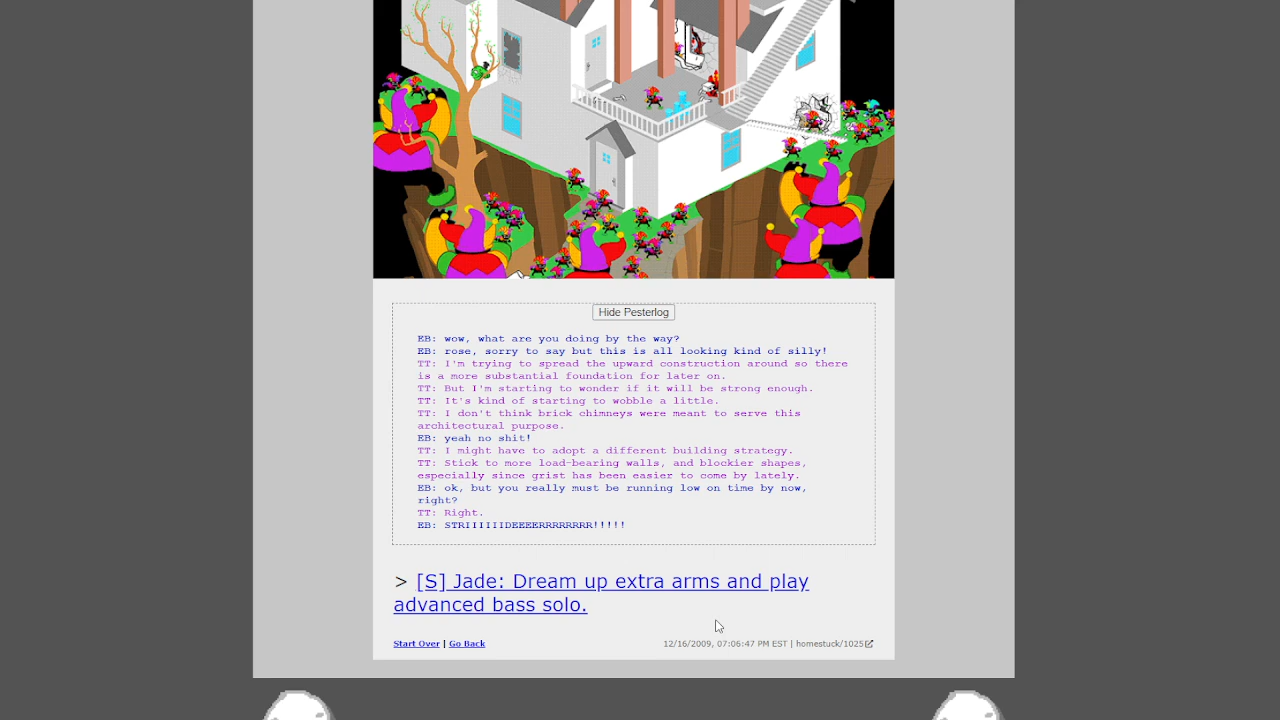 Hide Pesterlog
EB: wow, what are you doing by the way?
EB: rose, sorry to say but this is all looking kind of silly!
TT: I'm trying to spread the upward construction around so there
is a more substantial foundation for later on.
TT: But I'm starting to wonder if it will be strong enough.
TT: It's kind of starting to wobble a little.
TT: I don't think brick chimneys were meant to serve this
architectural purpose.
EB: yeah no shit!
TT: I might have to adopt a different building strategy.
TT: Stick to more load-bearing walls, and blockier shapes,
especially since grist has been easier to come by lately.
EB: ok, but you really must be running low on time by now,
right?
TT: Right.
EB: STRIIIIIIDEEEERRRRRRRR!!!!!
> [S] Jade: Dream up extra arms and play
advanced bass solo.
Start Over | Go Back
12/16/2009, 07:06:47 PM EST | homestuck/1025